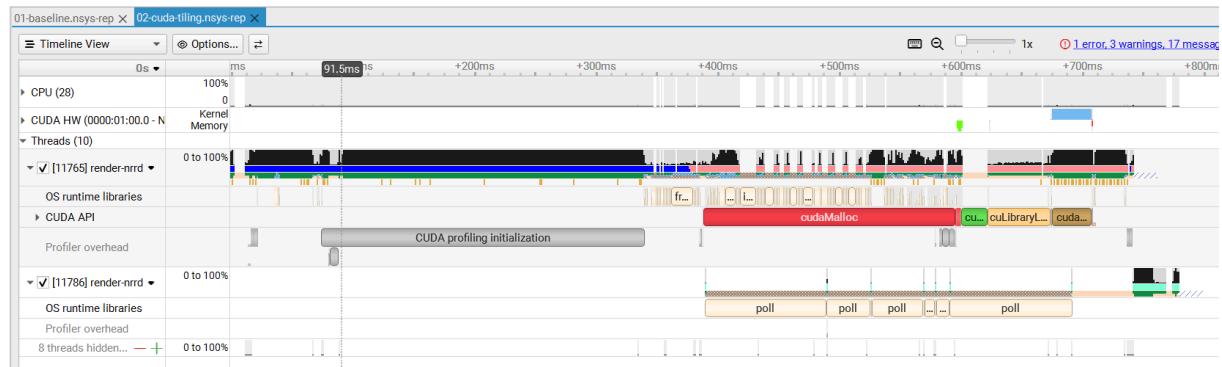 01-baseline.nsys-rep × 02-cuda-tiling.nsys-rep ×
Timeline View Options... 1x 1 error, 3 warnings, 17 messag
0s ms 91.5ms +200ms +300ms +400ms +500ms +600ms +700ms +800m
CPU (28) 100%
0
CUDA HW (0000:01:00.0 - N Kernel
Memory
Threads (10)
[11765] render-nrrd 0 to 100%
OS runtime libraries fr... ... i... ...
CUDA API cudaMalloc cu... cuLibraryL... cuda...
Profiler overhead CUDA profiling initialization
[11786] render-nrrd 0 to 100%
OS runtime libraries poll poll poll ... ... poll
Profiler overhead
8 threads hidden... 0 to 100%